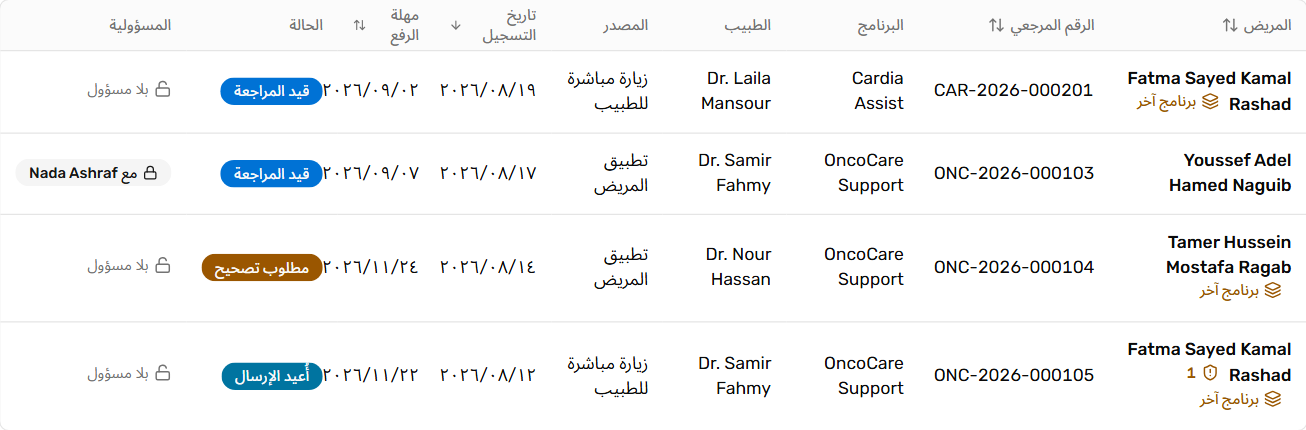 المريض
الرقم المرجعي
البرنامج
الطبيب
المصدر
تاريخ
التسجيل
مهلة
الرفع
الحالة
المسؤولية
Fatma Sayed Kamal
Rashad
برنامج آخر
CAR-2026-000201
Cardia
Assist
Dr. Laila
Mansour
زيارة مباشرة
للطبيب
٢٠٢٦/٠٨/١٩
٢٠٢٦/٠٩/٠٢
قيد المراجعة
بلا مسؤول
Youssef Adel
Hamed Naguib
ONC-2026-000103
OncoCare
Support
Dr. Samir
Fahmy
تطبيق
المريض
٢٠٢٦/٠٨/١٧
٢٠٢٦/٠٩/٠٧
قيد المراجعة
مع Nada Ashraf
Tamer Hussein
Mostafa Ragab
برنامج آخر
ONC-2026-000104
OncoCare
Support
Dr. Nour
Hassan
تطبيق
المريض
٢٠٢٦/٠٨/١٤
٢٠٢٦/١١/٢٤
مطلوب تصحيح
بلا مسؤول
Fatma Sayed Kamal
Rashad
1
برنامج آخر
ONC-2026-000105
OncoCare
Support
Dr. Samir
Fahmy
زيارة مباشرة
للطبيب
٢٠٢٦/٠٨/١٢
٢٠٢٦/١١/٢٢
أُعيد الإرسال
بلا مسؤول